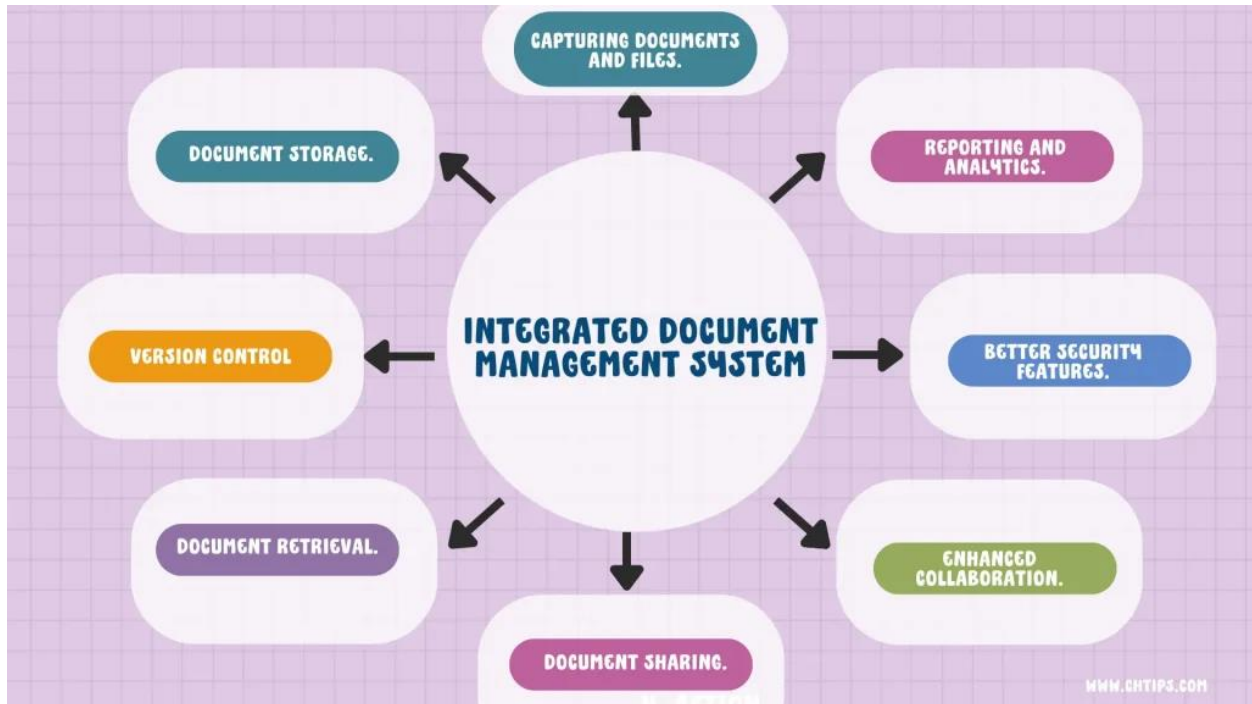 CAPTURING DOCUMENTS
AND FILES.
DOCUMENT STORAGE.
REPORTING AND
ANALYTICS.
INTEGRATED DOCUMENT
MANAGEMENT SYSTEM
VERSION CONTROL
BETTER SECURITY
FEATURES.
DOCUMENT RETRIEVAL.
ENHANCED
COLLABORATION.
DOCUMENT SHARING.
WWW.CHTIPS.COM